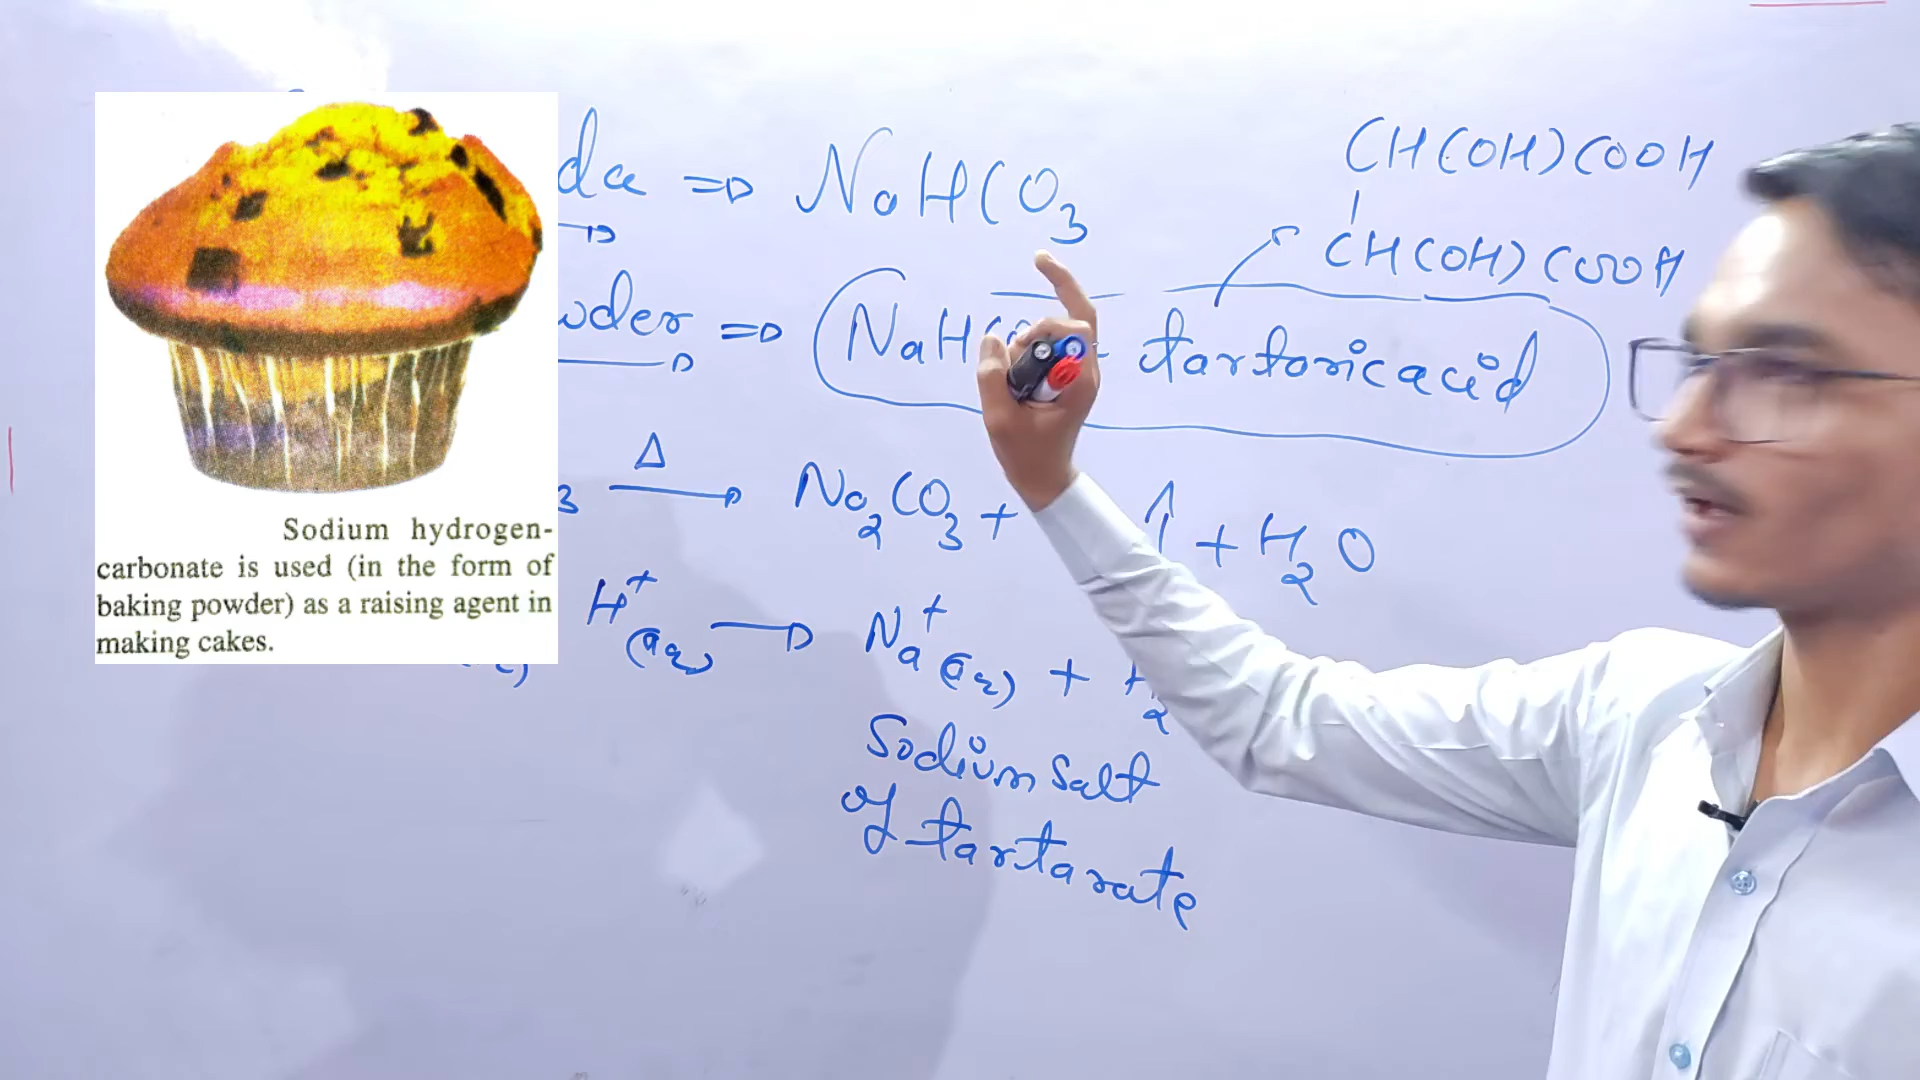 da ⇒ NaHCO₃
CH(OH)COOH
|
CH(OH)COOH
wder ⇒ NaHCO + tartaric acid
3 Δ → Na₂CO₃ + ↑ + H₂O
H⁺(aq) → Na⁺(aq) + H₂
Sodium salt
of tartarate
Sodium hydrogen-
carbonate is used (in the form of
baking powder) as a raising agent in
making cakes.